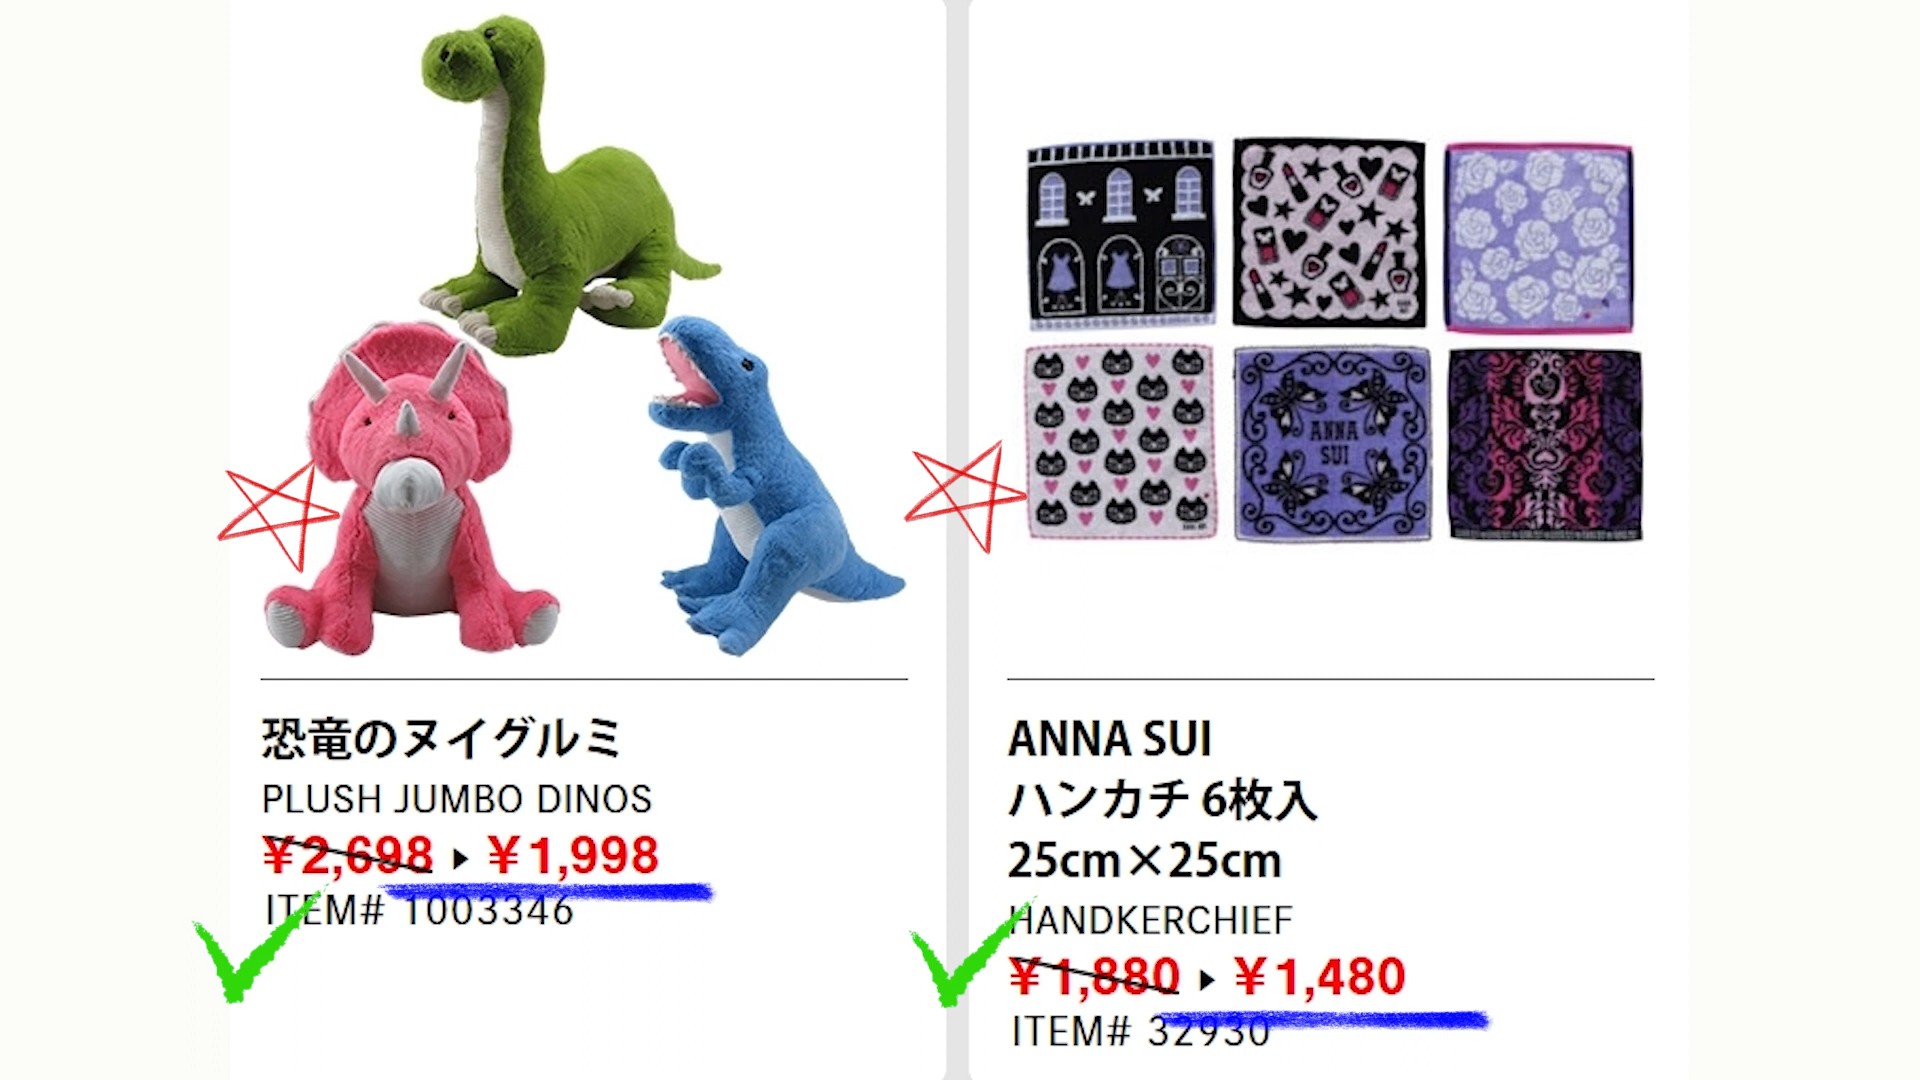 ANNA
SUI
恐竜のヌイグルミ
PLUSH JUMBO DINOS
¥2,698 ▶ ¥1,998
ITEM# 1003346
ANNA SUI
ハンカチ 6枚入
25cm×25cm
HANDKERCHIEF
¥1,880 ▶ ¥1,480
ITEM# 32930